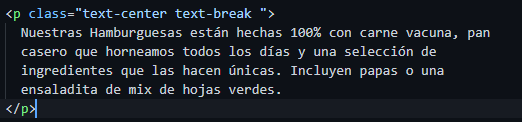 <p class="text-center text-break ">
Nuestras Hamburguesas están hechas 100% con carne vacuna, pan
casero que horneamos todos los días y una selección de
ingredientes que las hacen únicas. Incluyen papas o una
ensaladita de mix de hojas verdes.
</p>